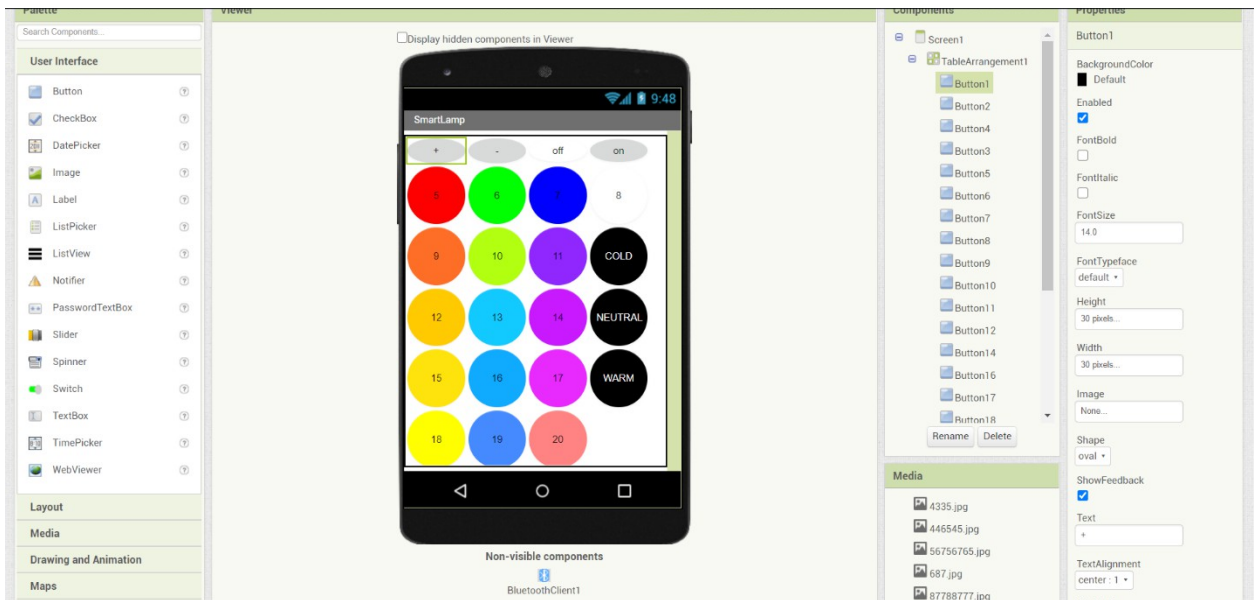 Palette
Search Components...
User Interface
Button
CheckBox
DatePicker
Image
Label
ListPicker
ListView
Notifier
PasswordTextBox
Slider
Spinner
Switch
TextBox
TimePicker
WebViewer
Layout
Media
Drawing and Animation
Maps
Viewer
Display hidden components in Viewer
9:48
SmartLamp
+ - off on
5 6 7 8
9 10 11 COLD
12 13 14 NEUTRAL
15 16 17 WARM
18 19 20
Non-visible components
BluetoothClient1
Components
Screen1
TableArrangement1
Button1
Button2
Button4
Button3
Button5
Button6
Button7
Button8
Button9
Button10
Button11
Button12
Button14
Button16
Button17
Button18
Rename Delete
Media
4335.jpg
446545.jpg
56756765.jpg
687.jpg
87788777.jpg
Properties
Button1
BackgroundColor
Default
Enabled
FontBold
FontItalic
FontSize
14.0
FontTypeface
default
Height
30 pixels...
Width
30 pixels...
Image
None...
Shape
oval
ShowFeedback
Text
+
TextAlignment
center : 1